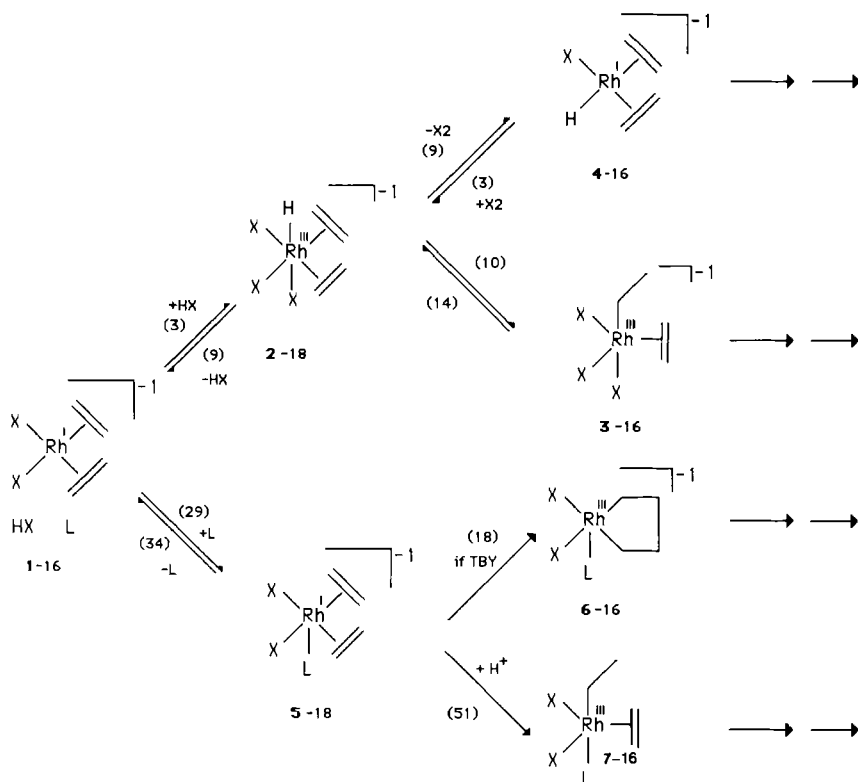 -1
X
Rh I
H
4-16
-X2
(9)
(3)
+X2
-1
H
X
Rh III
X
X
2-18
(10)
(14)
-1
X
Rh III
X
X
3-16
+HX
(3)
(9)
-HX
-1
X
Rh I
X
HX L
1-16
(29)
+L
(34)
-L
-1
X
Rh I
X
L
5-18
(18)
if TBY
-1
X
Rh III
X
L
6-16
+ H+
(51)
X
Rh III
X
L
7-16